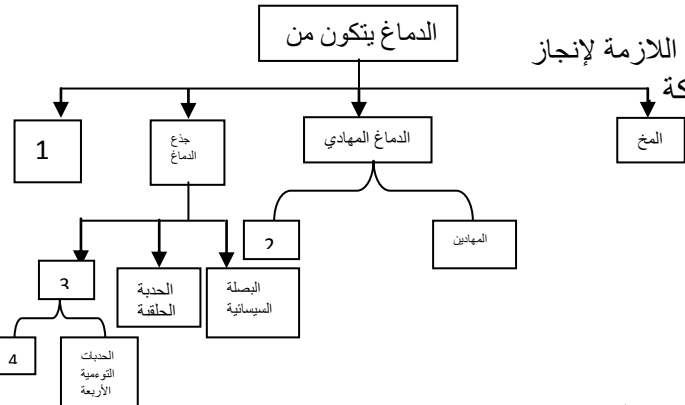 الدماغ يتكون من
اللازمة لإنجاز
كة
المخ
الدماغ المهادي
جذع
الدماغ
1
المهادين
2
البصلة
السيسائية
الحدبة
الحلقية
3
الحدبات
التوءمية
الأربعة
4